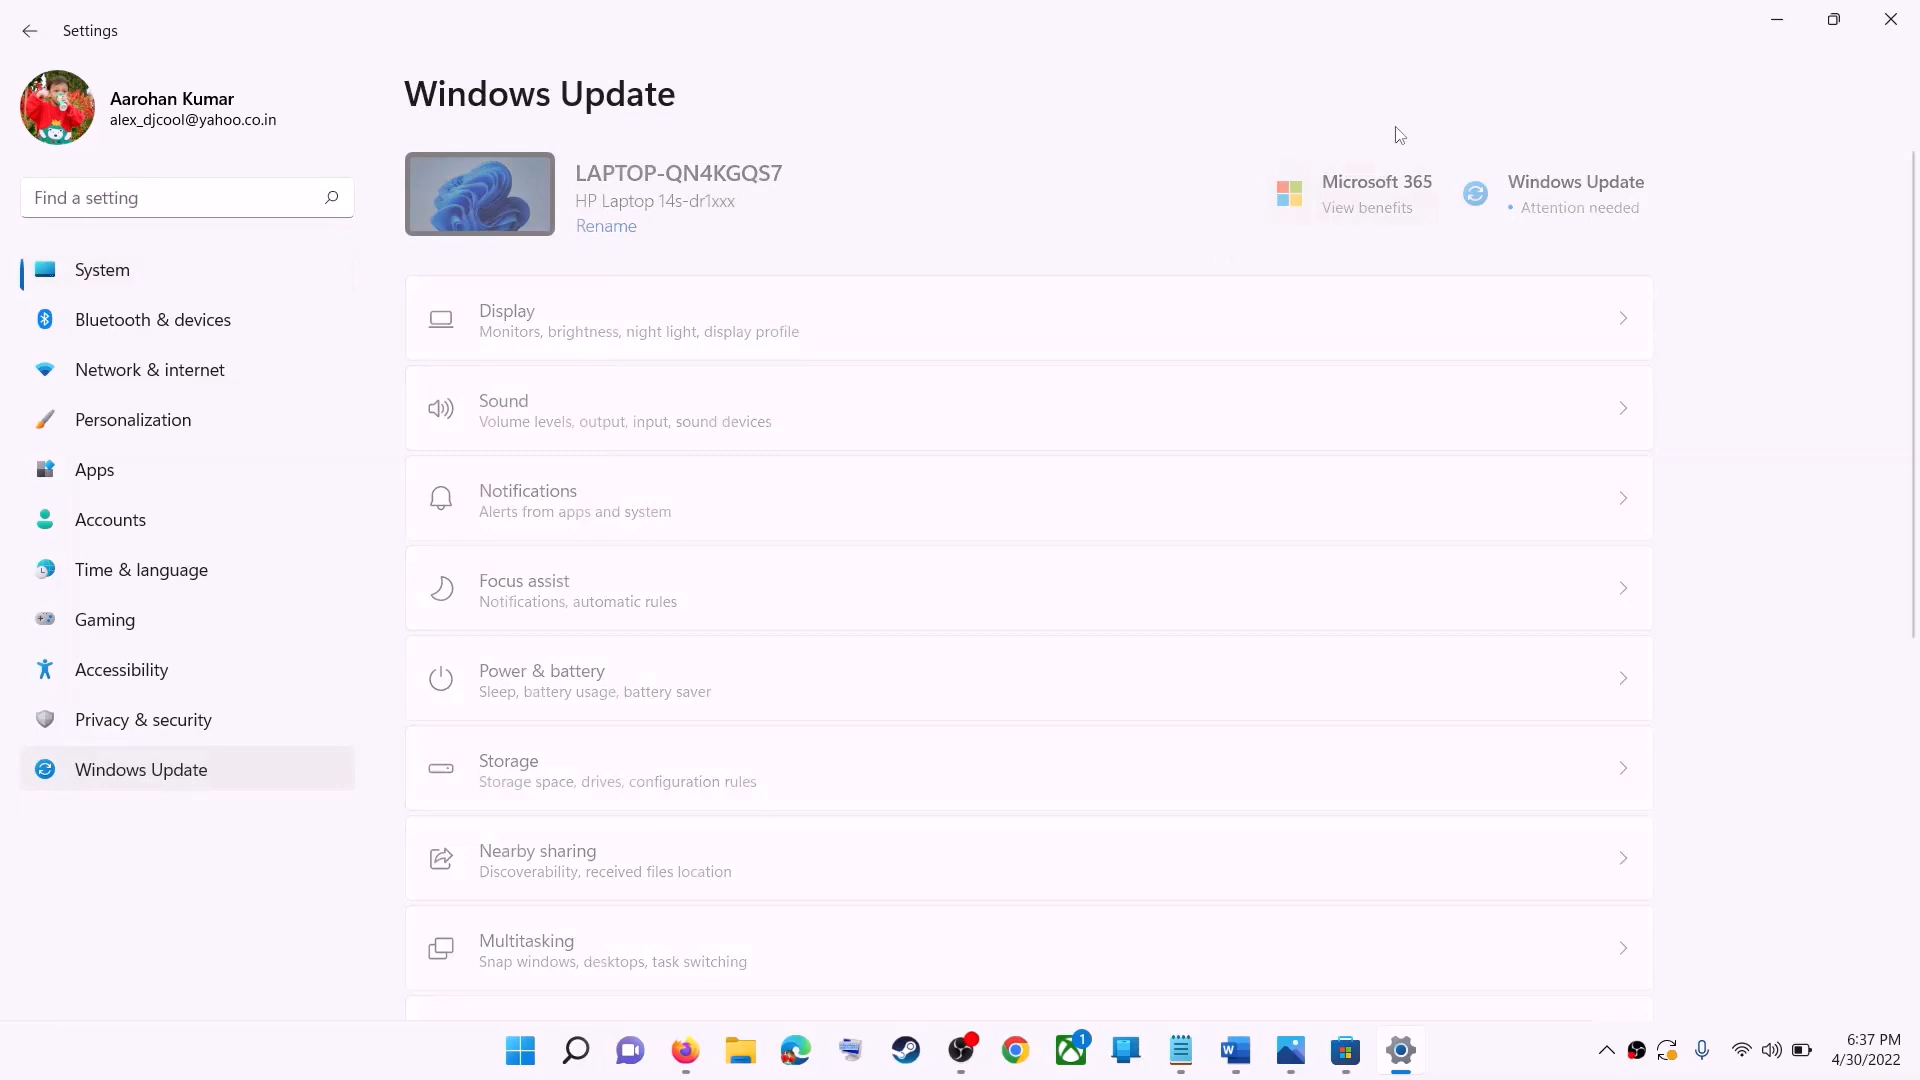 Settings
Aarohan Kumar
alex_djcool@yahoo.co.in
Find a setting
System
Bluetooth & devices
Network & internet
Personalization
Apps
Accounts
Time & language
Gaming
Accessibility
Privacy & security
Windows Update
Windows Update
LAPTOP-QN4KGQS7
HP Laptop 14s-dr1xxx
Rename
Microsoft 365
View benefits
Windows Update
• Attention needed
Display
Monitors, brightness, night light, display profile
Sound
Volume levels, output, input, sound devices
Notifications
Alerts from apps and system
Focus assist
Notifications, automatic rules
Power & battery
Sleep, battery usage, battery saver
Storage
Storage space, drives, configuration rules
Nearby sharing
Discoverability, received files location
Multitasking
Snap windows, desktops, task switching
1
W
6:37 PM
4/30/2022